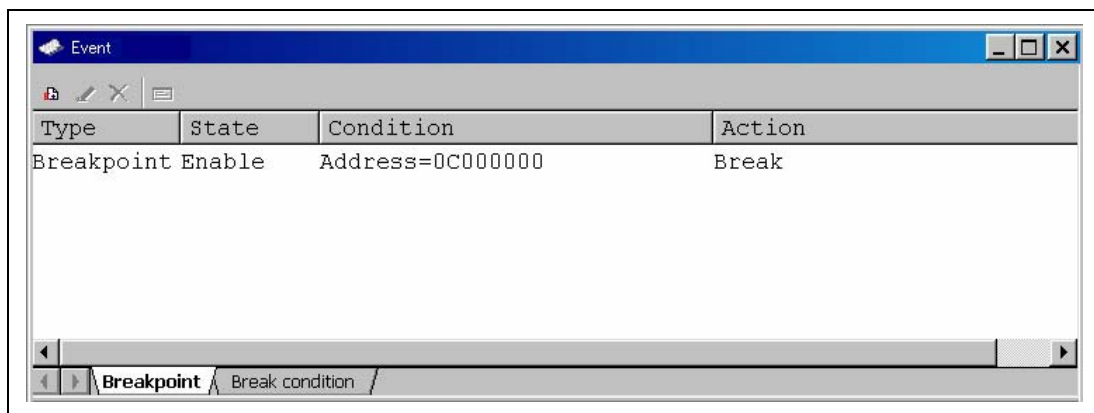 Event
Type State Condition Action
Breakpoint Enable Address=0C000000 Break
Breakpoint Break condition